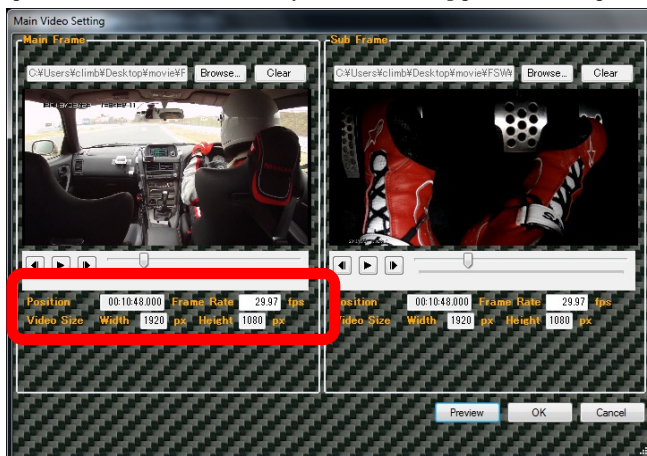 Main Video Setting
Main Frame
C:¥Users¥climb¥Desktop¥movie¥F Browse... Clear
Position 00:10:48.000 Frame Rate 29.97 fps
Video Size Width 1920 px Height 1080 px
Sub Frame
C:¥Users¥climb¥Desktop¥movie¥FSW¥ Browse... Clear
Position 00:10:48.000 Frame Rate 29.97 fps
Video Size Width 1920 px Height 1080 px
Preview OK Cancel